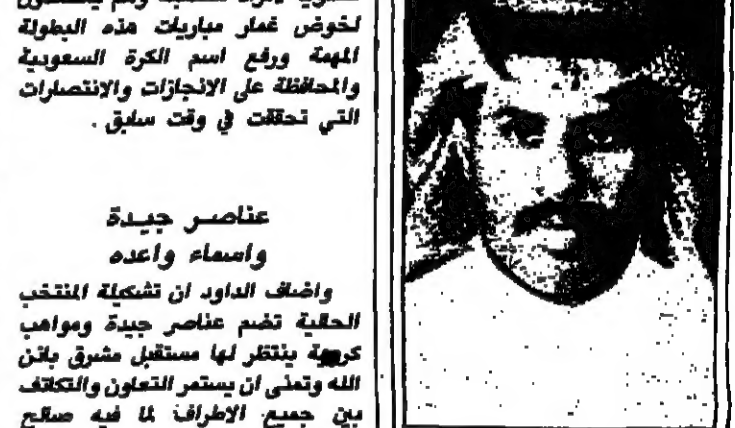 لخوض غمار مباريات هذه البطولة
المهمة ورفع اسم الكرة السعودية
والمحافظة على الانجازات والانتصارات
التي تحققت في وقت سابق .
عناصر جيدة
واسماء واعده
واضاف الداود ان تشكيلة المنتخب
الحالية تضم عناصر جيدة ومواهب
كروية ينتظر لها مستقبل مشرق باذن
الله وتمنى ان يستمر التعاون والتكاتف
بين جميع الاطراف لما فيه صالح